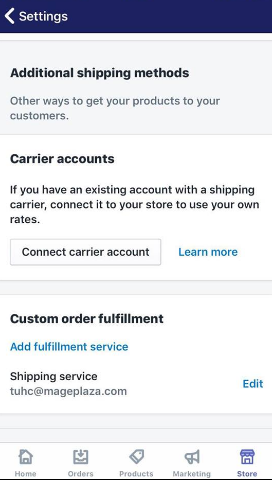 Settings
Additional shipping methods
Other ways to get your products to your
customers.
Carrier accounts
If you have an existing account with a shipping
carrier, connect it to your store to use your own
rates.
Connect carrier account Learn more
Custom order fulfillment
Add fulfillment service
Shipping service
tuhc@mageplaza.com
Edit
Home Orders Products Marketing Store